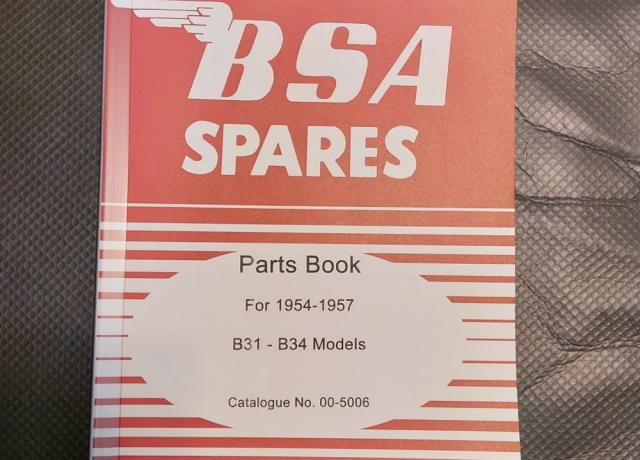 BSA
SPARES
Parts Book
For 1954-1957
B31 - B34 Models
Catalogue No. 00-5006